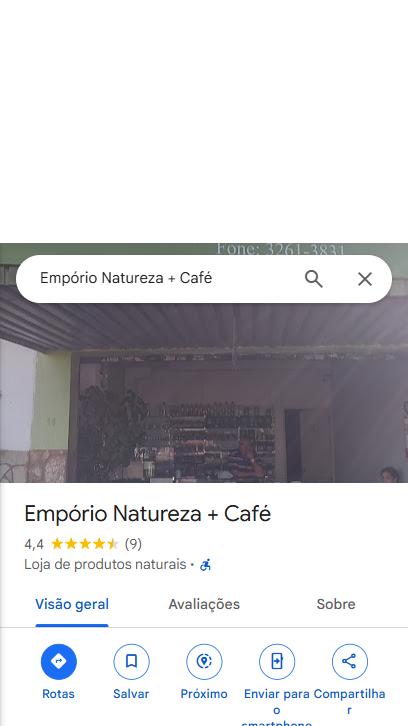 Fone: 3261-3831
Empório Natureza + Café
Empório Natureza + Café
4,4 (9)
Loja de produtos naturais ·
Visão geral
Avaliações
Sobre
Rotas
Salvar
Próximo
Enviar para o smartphone
Compartilhar